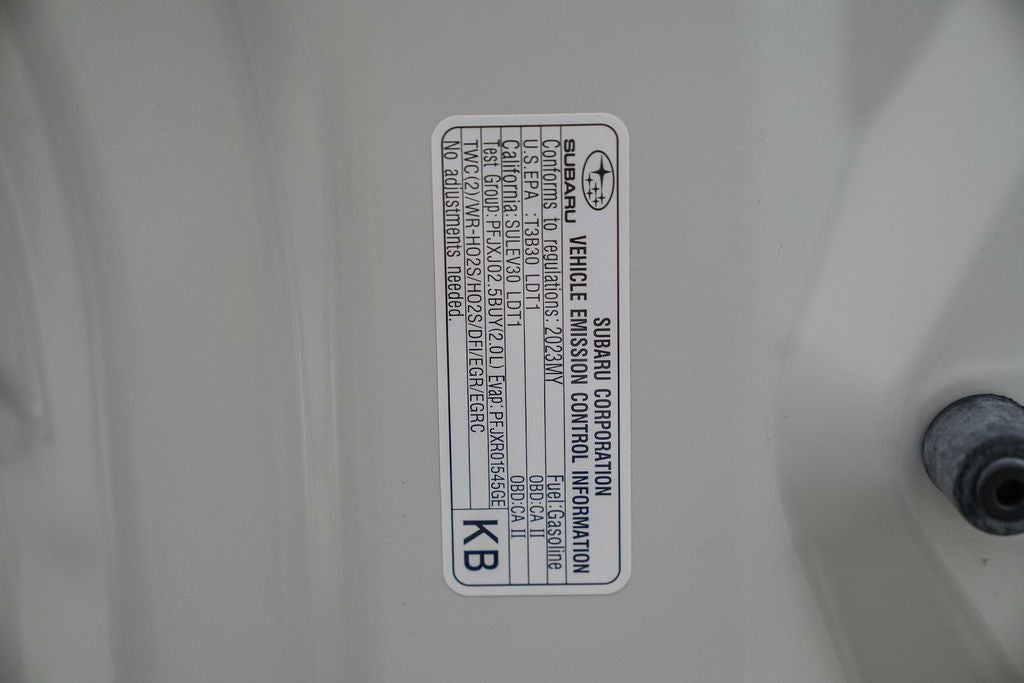 SUBARU CORPORATION
SUBARU VEHICLE EMISSION CONTROL INFORMATION
Conforms to regulations: 2023MY Fuel:Gasoline
U.S.EPA :T3B30 LDT1 OBD:CA II
California:SULEV30 LDT1 OBD:CA II
Test Group:PFJXJ02.5BUY(2.0L) Evap:PFJXR01545GE
TWC(2)/WR-HO2S/HO2S/DFI/EGR/EGRC
No adjustments needed.
KB